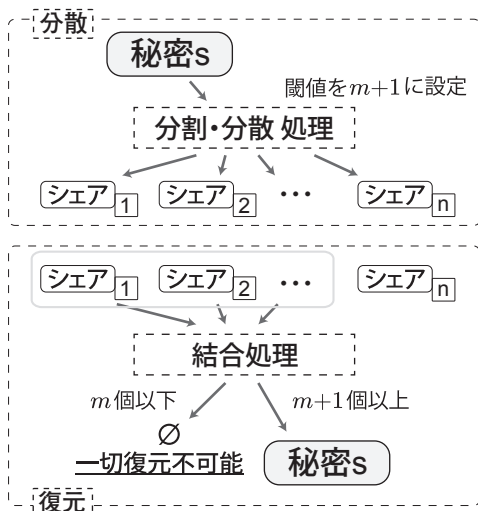 分散
秘密s
閾値をm+1に設定
分割・分散 処理
シェア1 シェア2 ・・・ シェアn
シェア1 シェア2 ・・・ シェアn
結合処理
m個以下 m+1個以上
∅
一切復元不可能 秘密s
復元